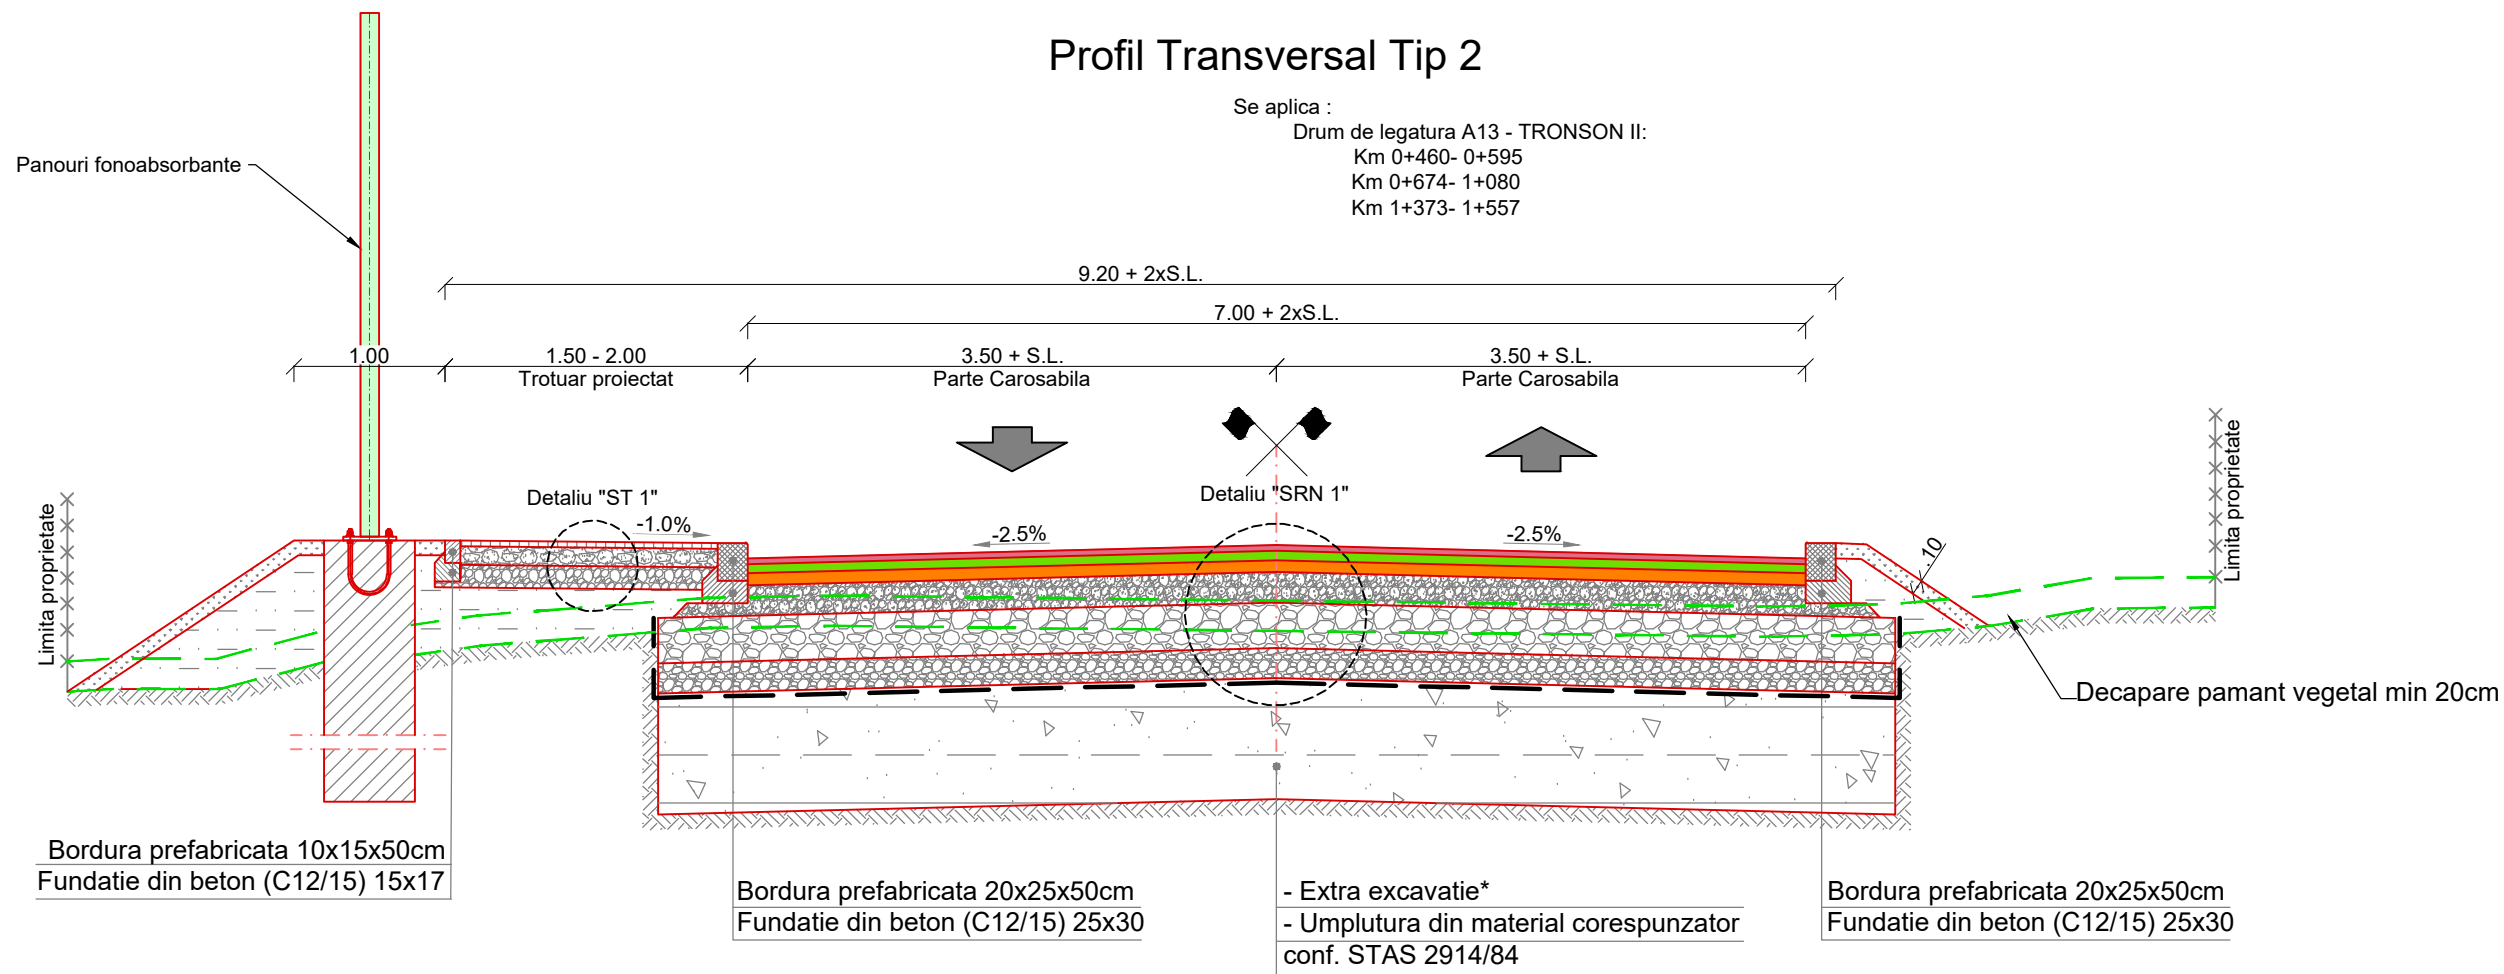 Profil Transversal Tip 2
Se aplica :
Drum de legatura A13 - TRONSON II:
Km 0+460- 0+595
Km 0+674- 1+080
Km 1+373- 1+557
Panouri fonoabsorbante
9.20 + 2xS.L.
7.00 + 2xS.L.
1.00
1.50 - 2.00
3.50 + S.L.
3.50 + S.L.
Trotuar proiectat
Parte Carosabila
Parte Carosabila
Limita proprietate
Detaliu "ST 1"
Detaliu "SRN 1"
Limita proprietate
-1.0%
-2.5%
-2.5%
.10
Decapare pamant vegetal min 20cm
Bordura prefabricata 10x15x50cm
Fundatie din beton (C12/15) 15x17
Bordura prefabricata 20x25x50cm
Fundatie din beton (C12/15) 25x30
- Extra excavatie*
- Umplutura din material corespunzator
conf. STAS 2914/84
Bordura prefabricata 20x25x50cm
Fundatie din beton (C12/15) 25x30